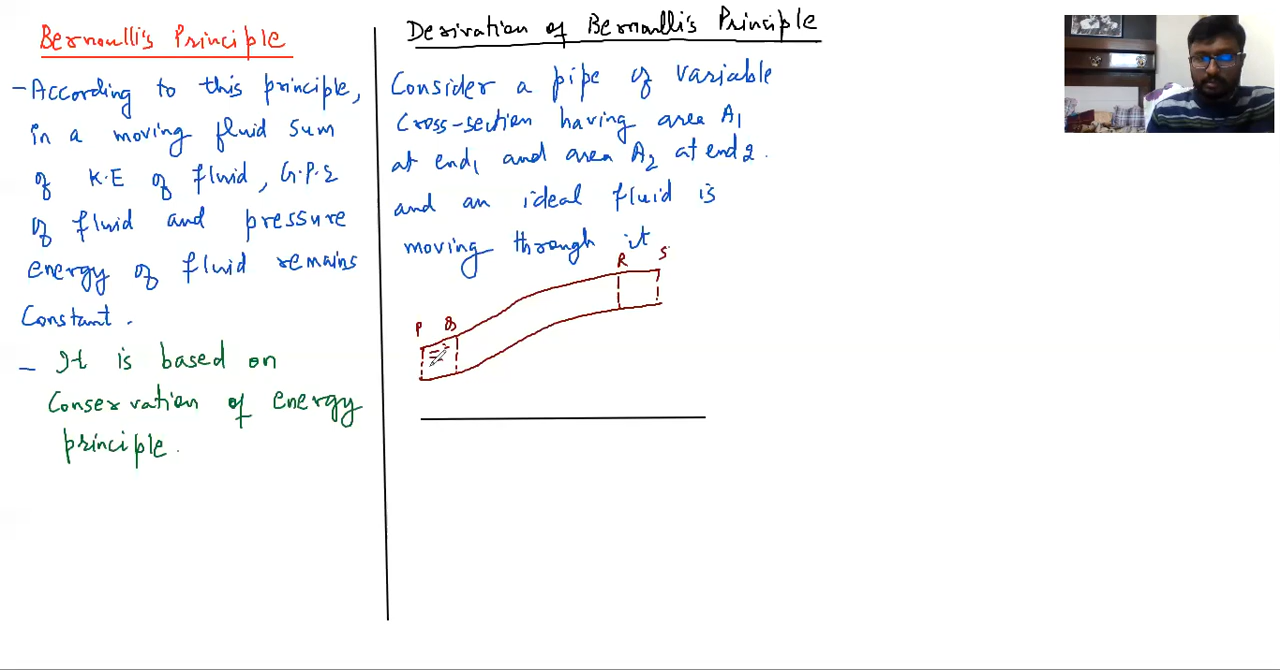 Bernoulli's Principle
- According to this principle,
in a moving fluid sum
of K.E of fluid, G.P.E
of fluid and pressure
energy of fluid remains
Constant.
- It is based on
Conservation of energy
principle.
Derivation of Bernoulli's Principle
Consider a pipe of variable
cross-section having area A1
at end1 and area A2 at end 2.
and an ideal fluid is
moving through it
R S
P Q